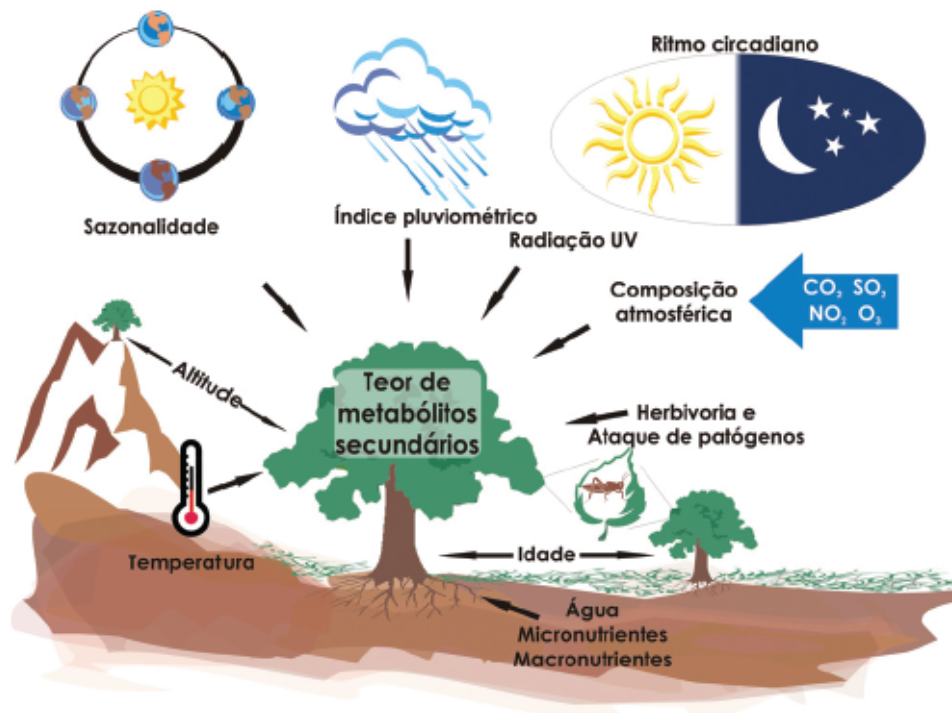 Ritmo circadiano
Sazonalidade
Índice pluviométrico
Radiação UV
Composição
atmosférica
CO₂ SO₃
NO₂ O₃
Altitude
Teor de
metabólitos
secundários
Herbivoria e
Ataque de patógenos
Temperatura
Idade
Água
Micronutrientes
Macronutrientes